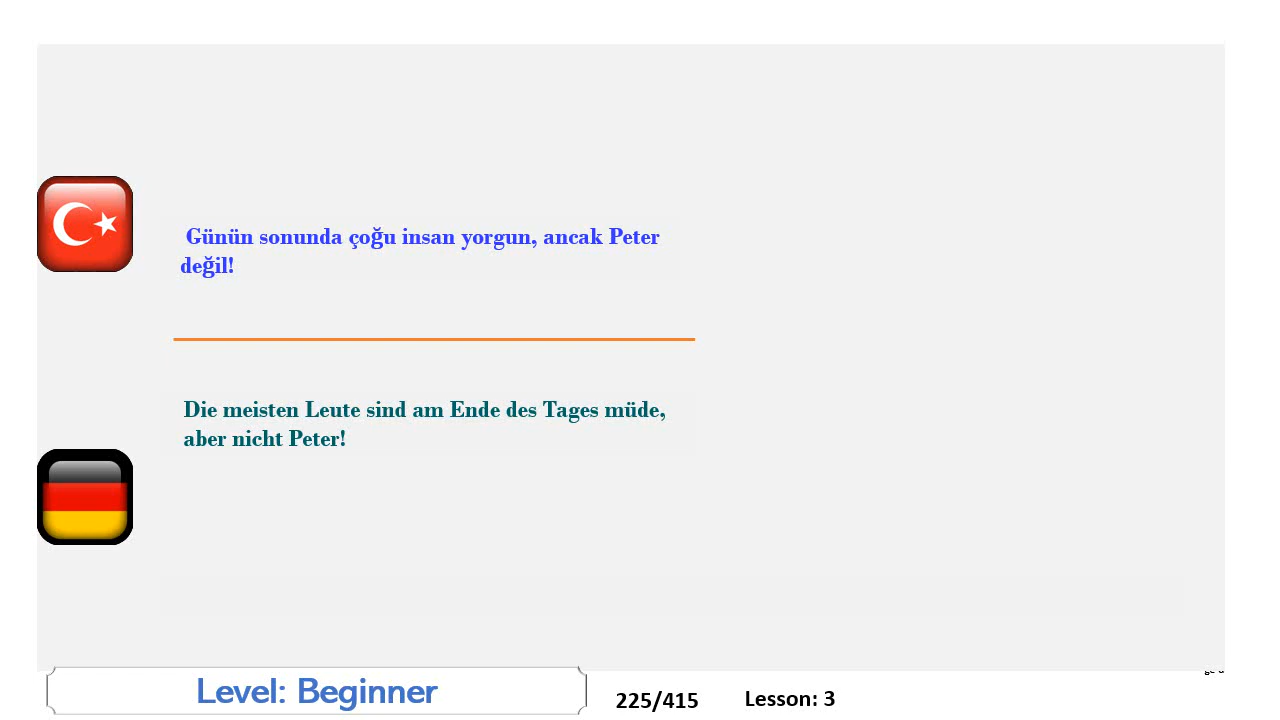 Günün sonunda çoğu insan yorgun, ancak Peter
değil!
Die meisten Leute sind am Ende des Tages müde,
aber nicht Peter!
Level: Beginner
225/415
Lesson: 3